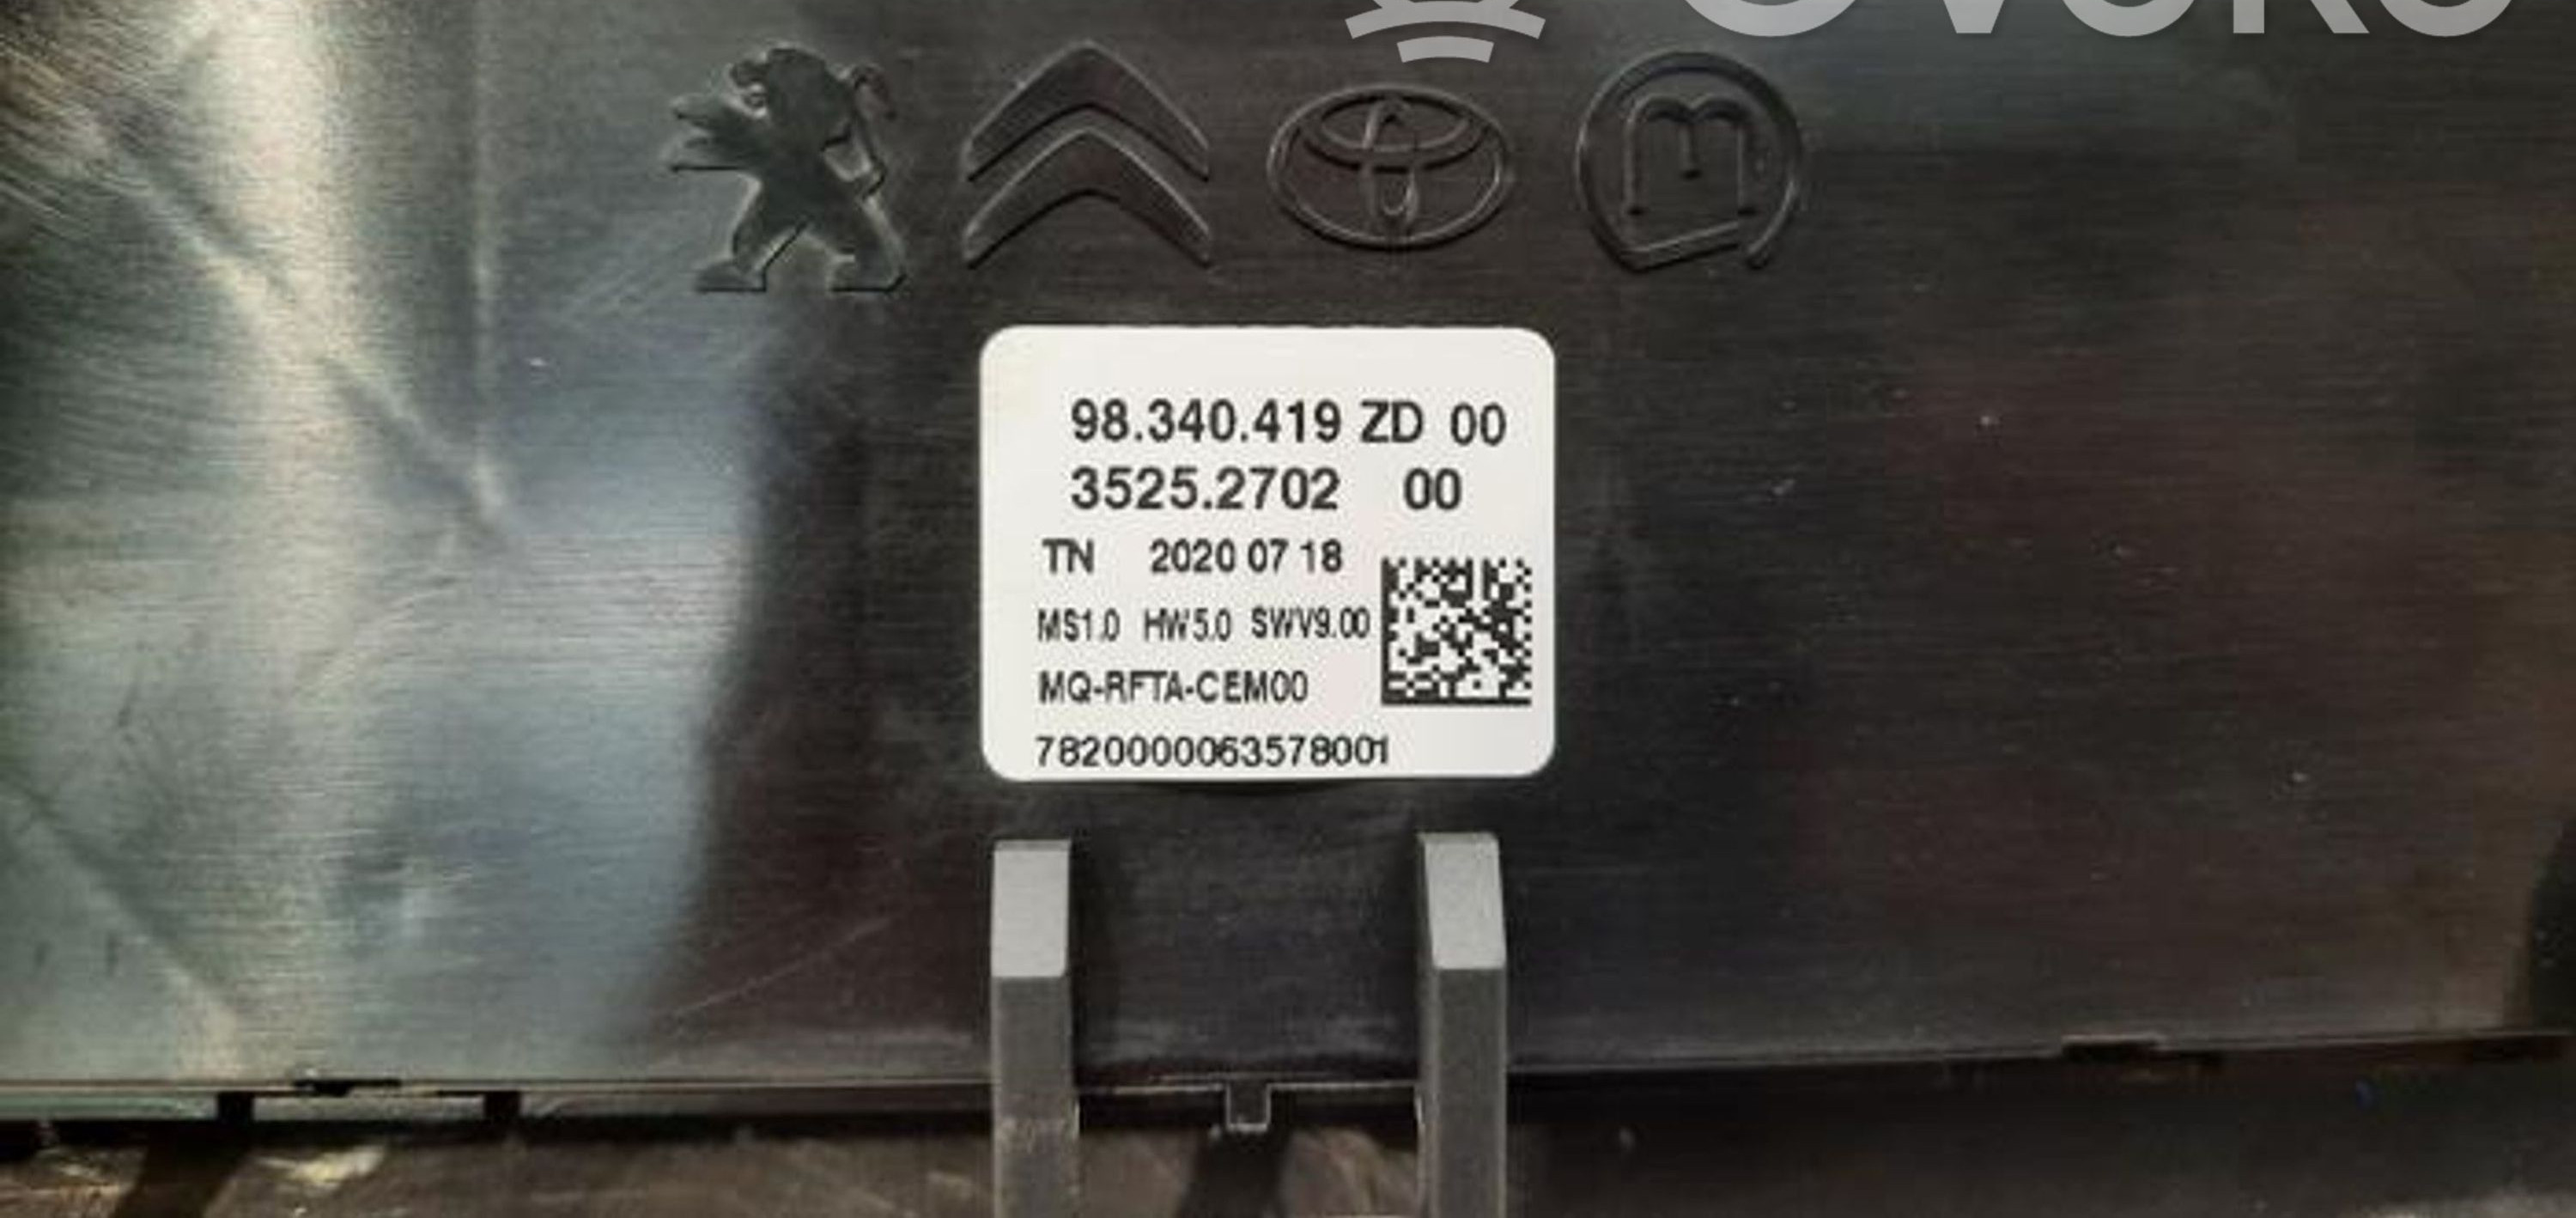 98.340.419 ZD 00
3525.2702 00
TN 2020 07 18
MS1.0 HW5.0 SWV9.00
MQ-RFTA-CEM00
7820000063578001